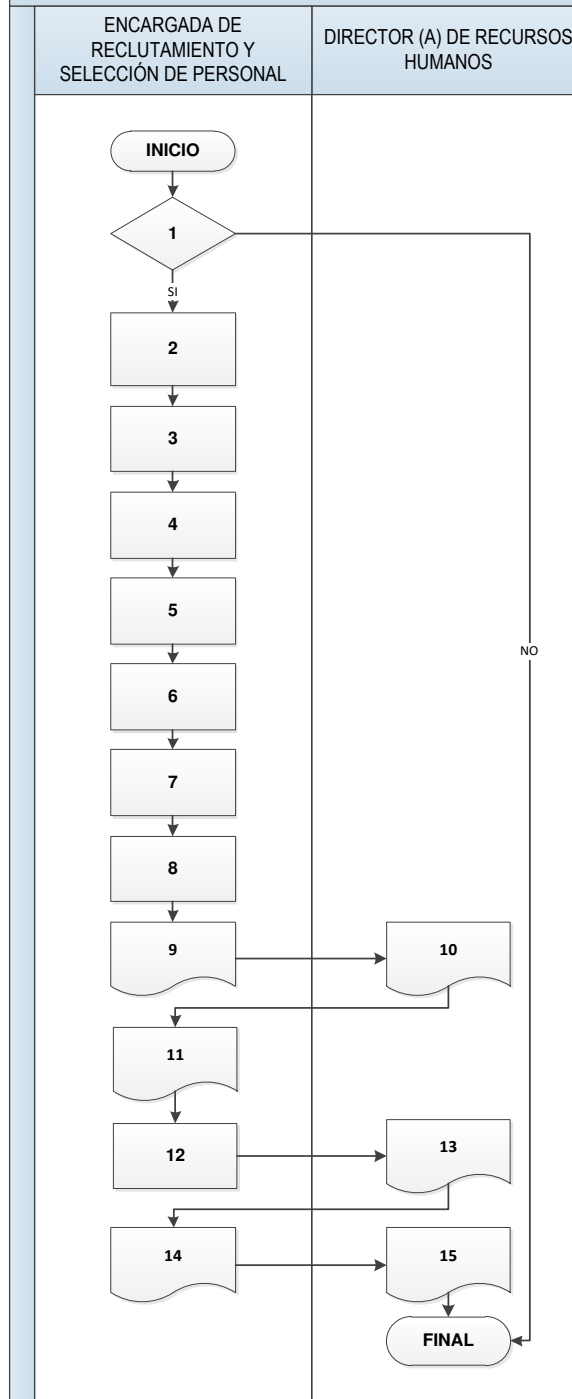 ENCARGADA DE
RECLUTAMIENTO Y
SELECCIÓN DE PERSONAL
DIRECTOR (A) DE RECURSOS
HUMANOS
INICIO
1
SI
2
3
4
5
6
NO
7
8
9
10
11
12
13
14
15
FINAL